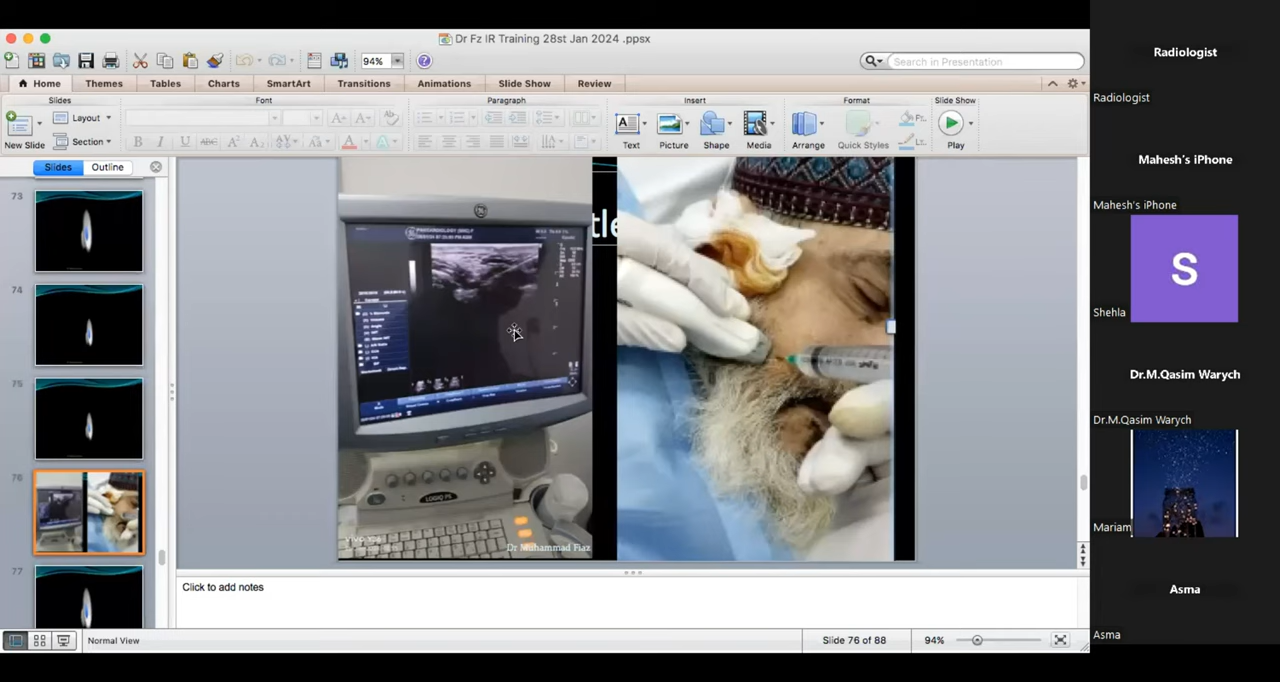 Dr Fz IR Training 28st Jan 2024 .ppsx
94%
Search in Presentation
Home
Themes
Tables
Charts
SmartArt
Transitions
Animations
Slide Show
Review
Slides
Font
Paragraph
Insert
Format
Slide Show
New Slide
Layout
Section
Text
Picture
Shape
Media
Arrange
Quick Styles
Play
Slides
Outline
73
74
75
76
77
tle
LOGIQ P5
Dr Muhammad Fiaz
Click to add notes
Normal View
Slide 76 of 88
94%
Radiologist
Radiologist
Mahesh's iPhone
Mahesh's iPhone
S
Shehla
Dr.M.Qasim Warych
Dr.M.Qasim Warych
Mariam
Asma
Asma